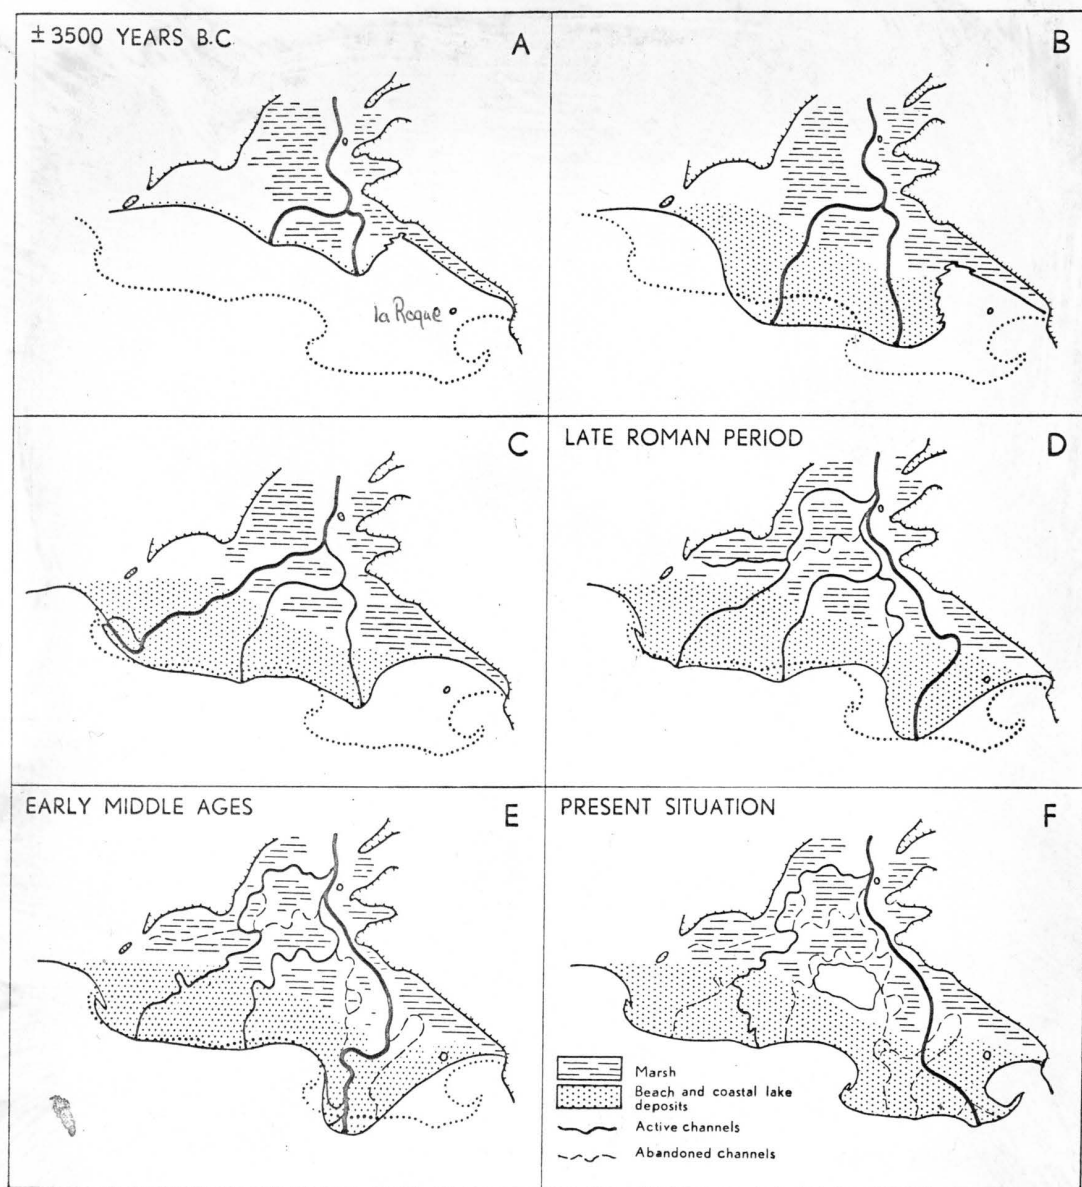 ± 3500 YEARS B.C.
A
B
la Roque
C
LATE ROMAN PERIOD
D
EARLY MIDDLE AGES
E
PRESENT SITUATION
F
Marsh
Beach and coastal lake
deposits
Active channels
Abandoned channels